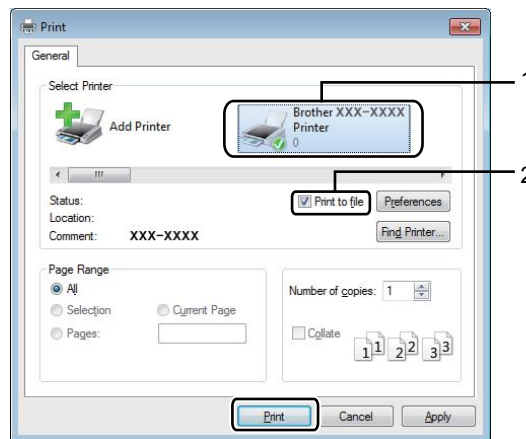 Print
General
Select Printer
Add Printer
Brother XXX-XXXX
Printer
0
1
2
Status:
Print to file
Preferences
Location:
Comment: XXX-XXXX
Find Printer...
Page Range
All
Selection
Current Page
Pages:
Number of copies: 1
Collate
1 1 2 2 3 3
Print
Cancel
Apply